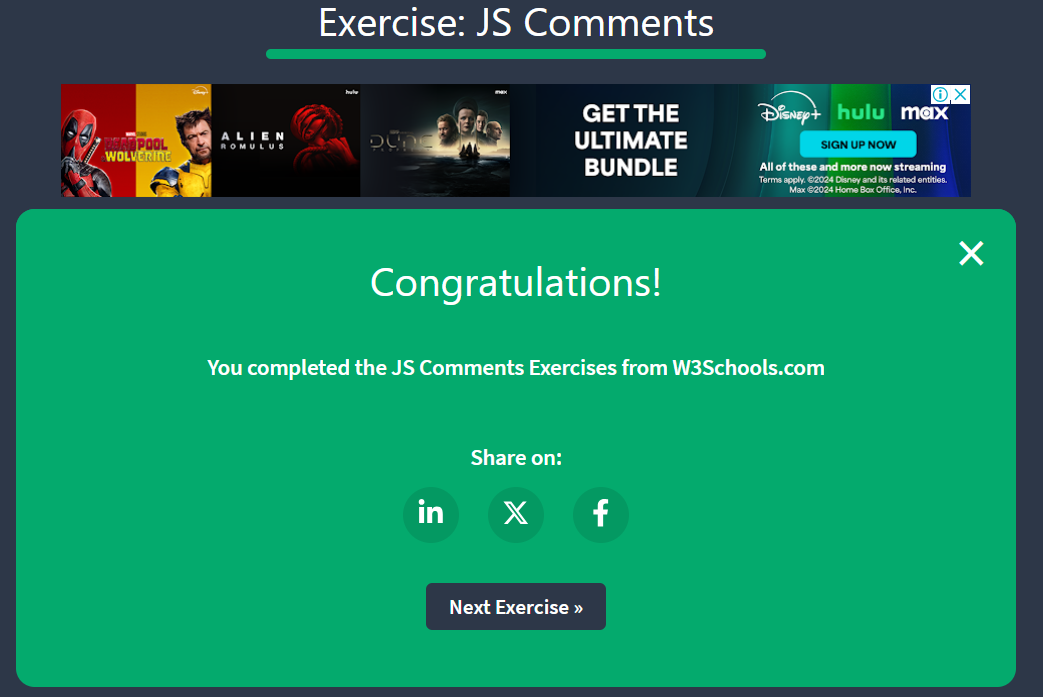 Exercise: JS Comments
DEADPOOL
WOLVERINE
ALIEN
ROMULUS
hulu
DUNE
max
GET THE
ULTIMATE
BUNDLE
Disney+ hulu max
SIGN UP NOW
All of these and more now streaming
Terms apply. ©2024 Disney and its related entities.
Max ©2024 Home Box Office, Inc.
Congratulations!
You completed the JS Comments Exercises from W3Schools.com
Share on:
in X f
Next Exercise »